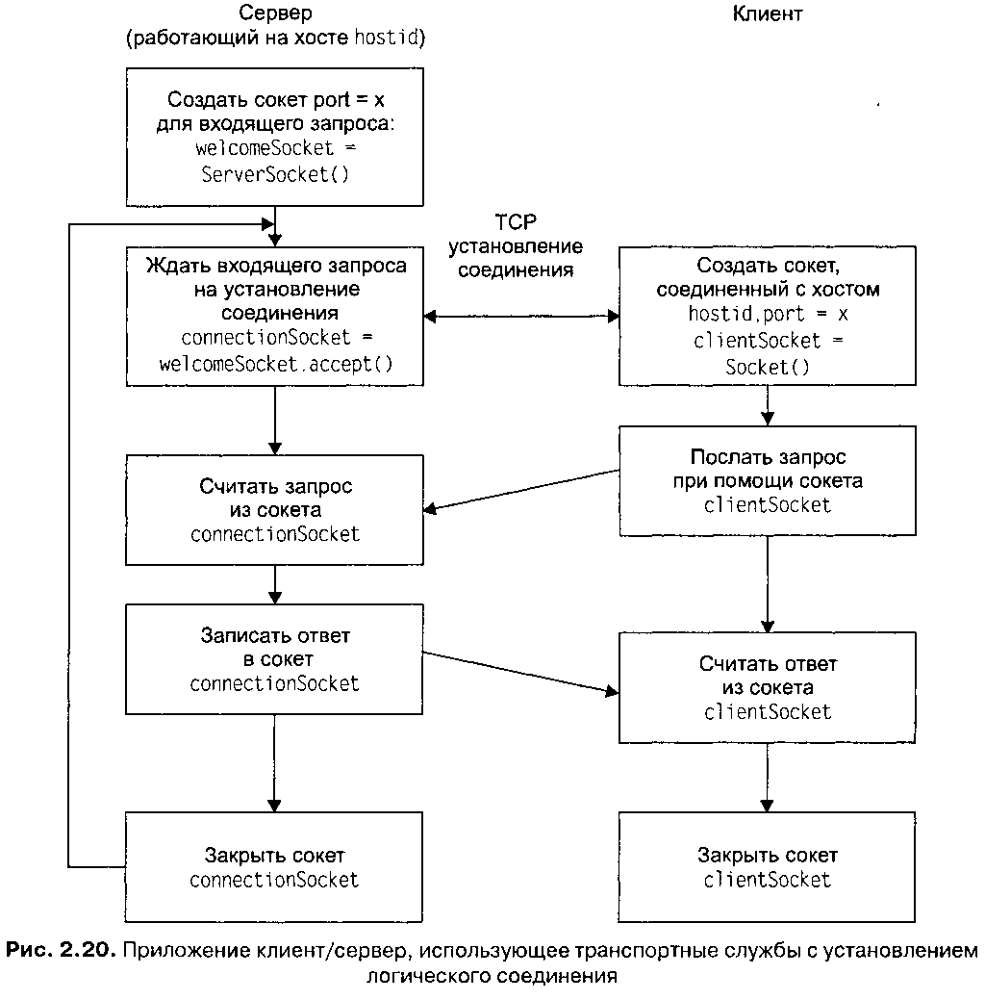 Сервер
(работающий на хосте hostid)
Клиент
Создать сокет port = x
для входящего запроса:
welcomeSocket =
ServerSocket()
TCP
установление
соединения
Ждать входящего запроса
на установление
соединения
connectionSocket =
welcomeSocket.accept()
Создать сокет,
соединенный с хостом
hostid,port = x
clientSocket =
Socket()
Послать запрос
при помощи сокета
clientSocket
Считать запрос
из сокета
connectionSocket
Записать ответ
в сокет
connectionSocket
Считать ответ
из сокета
clientSocket
Закрыть сокет
connectionSocket
Закрыть сокет
clientSocket
Рис. 2.20. Приложение клиент/сервер, использующее транспортные службы с установлением
логического соединения